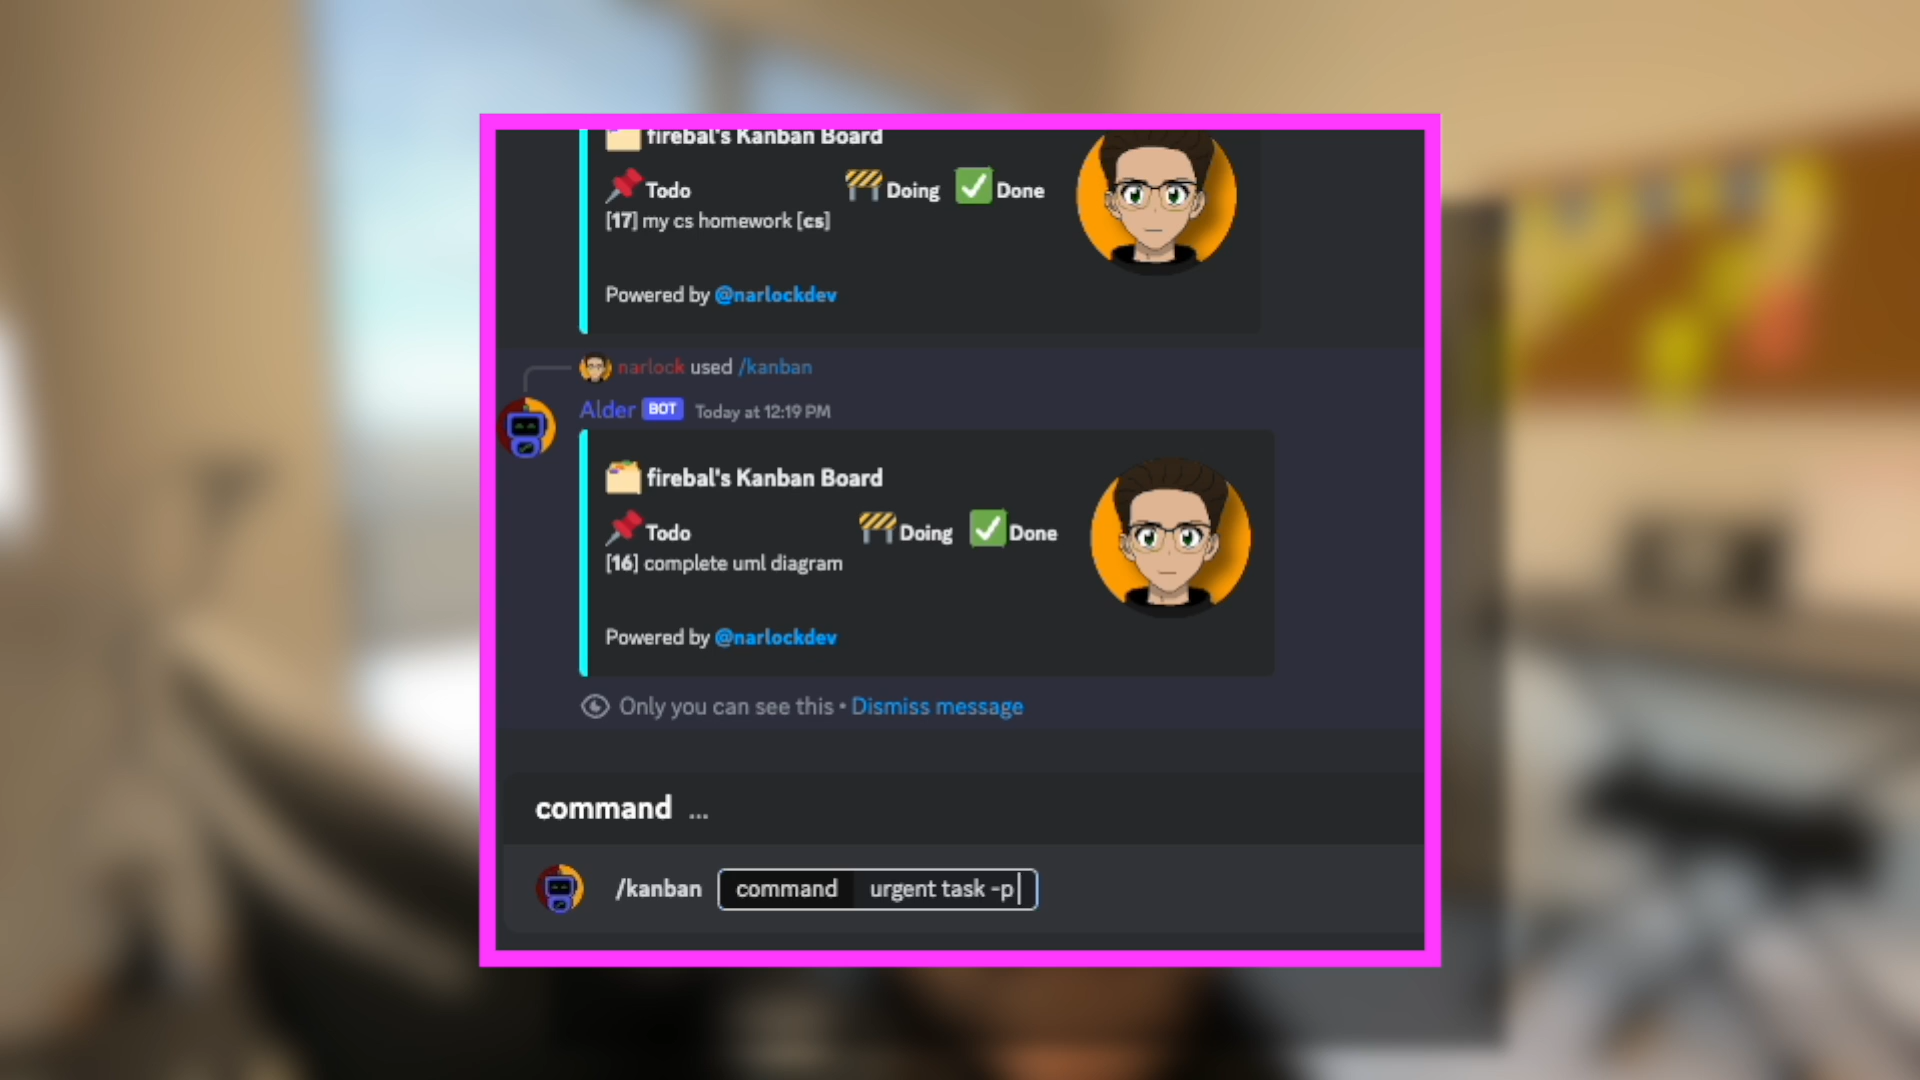 firebal's Kanban Board
Todo Doing Done
[17] my cs homework [cs]
Powered by @narlockdev
narlock used /kanban
Alder BOT Today at 12:19 PM
firebal's Kanban Board
Todo Doing Done
[16] complete uml diagram
Powered by @narlockdev
Only you can see this • Dismiss message
command ...
/kanban command urgent task -p